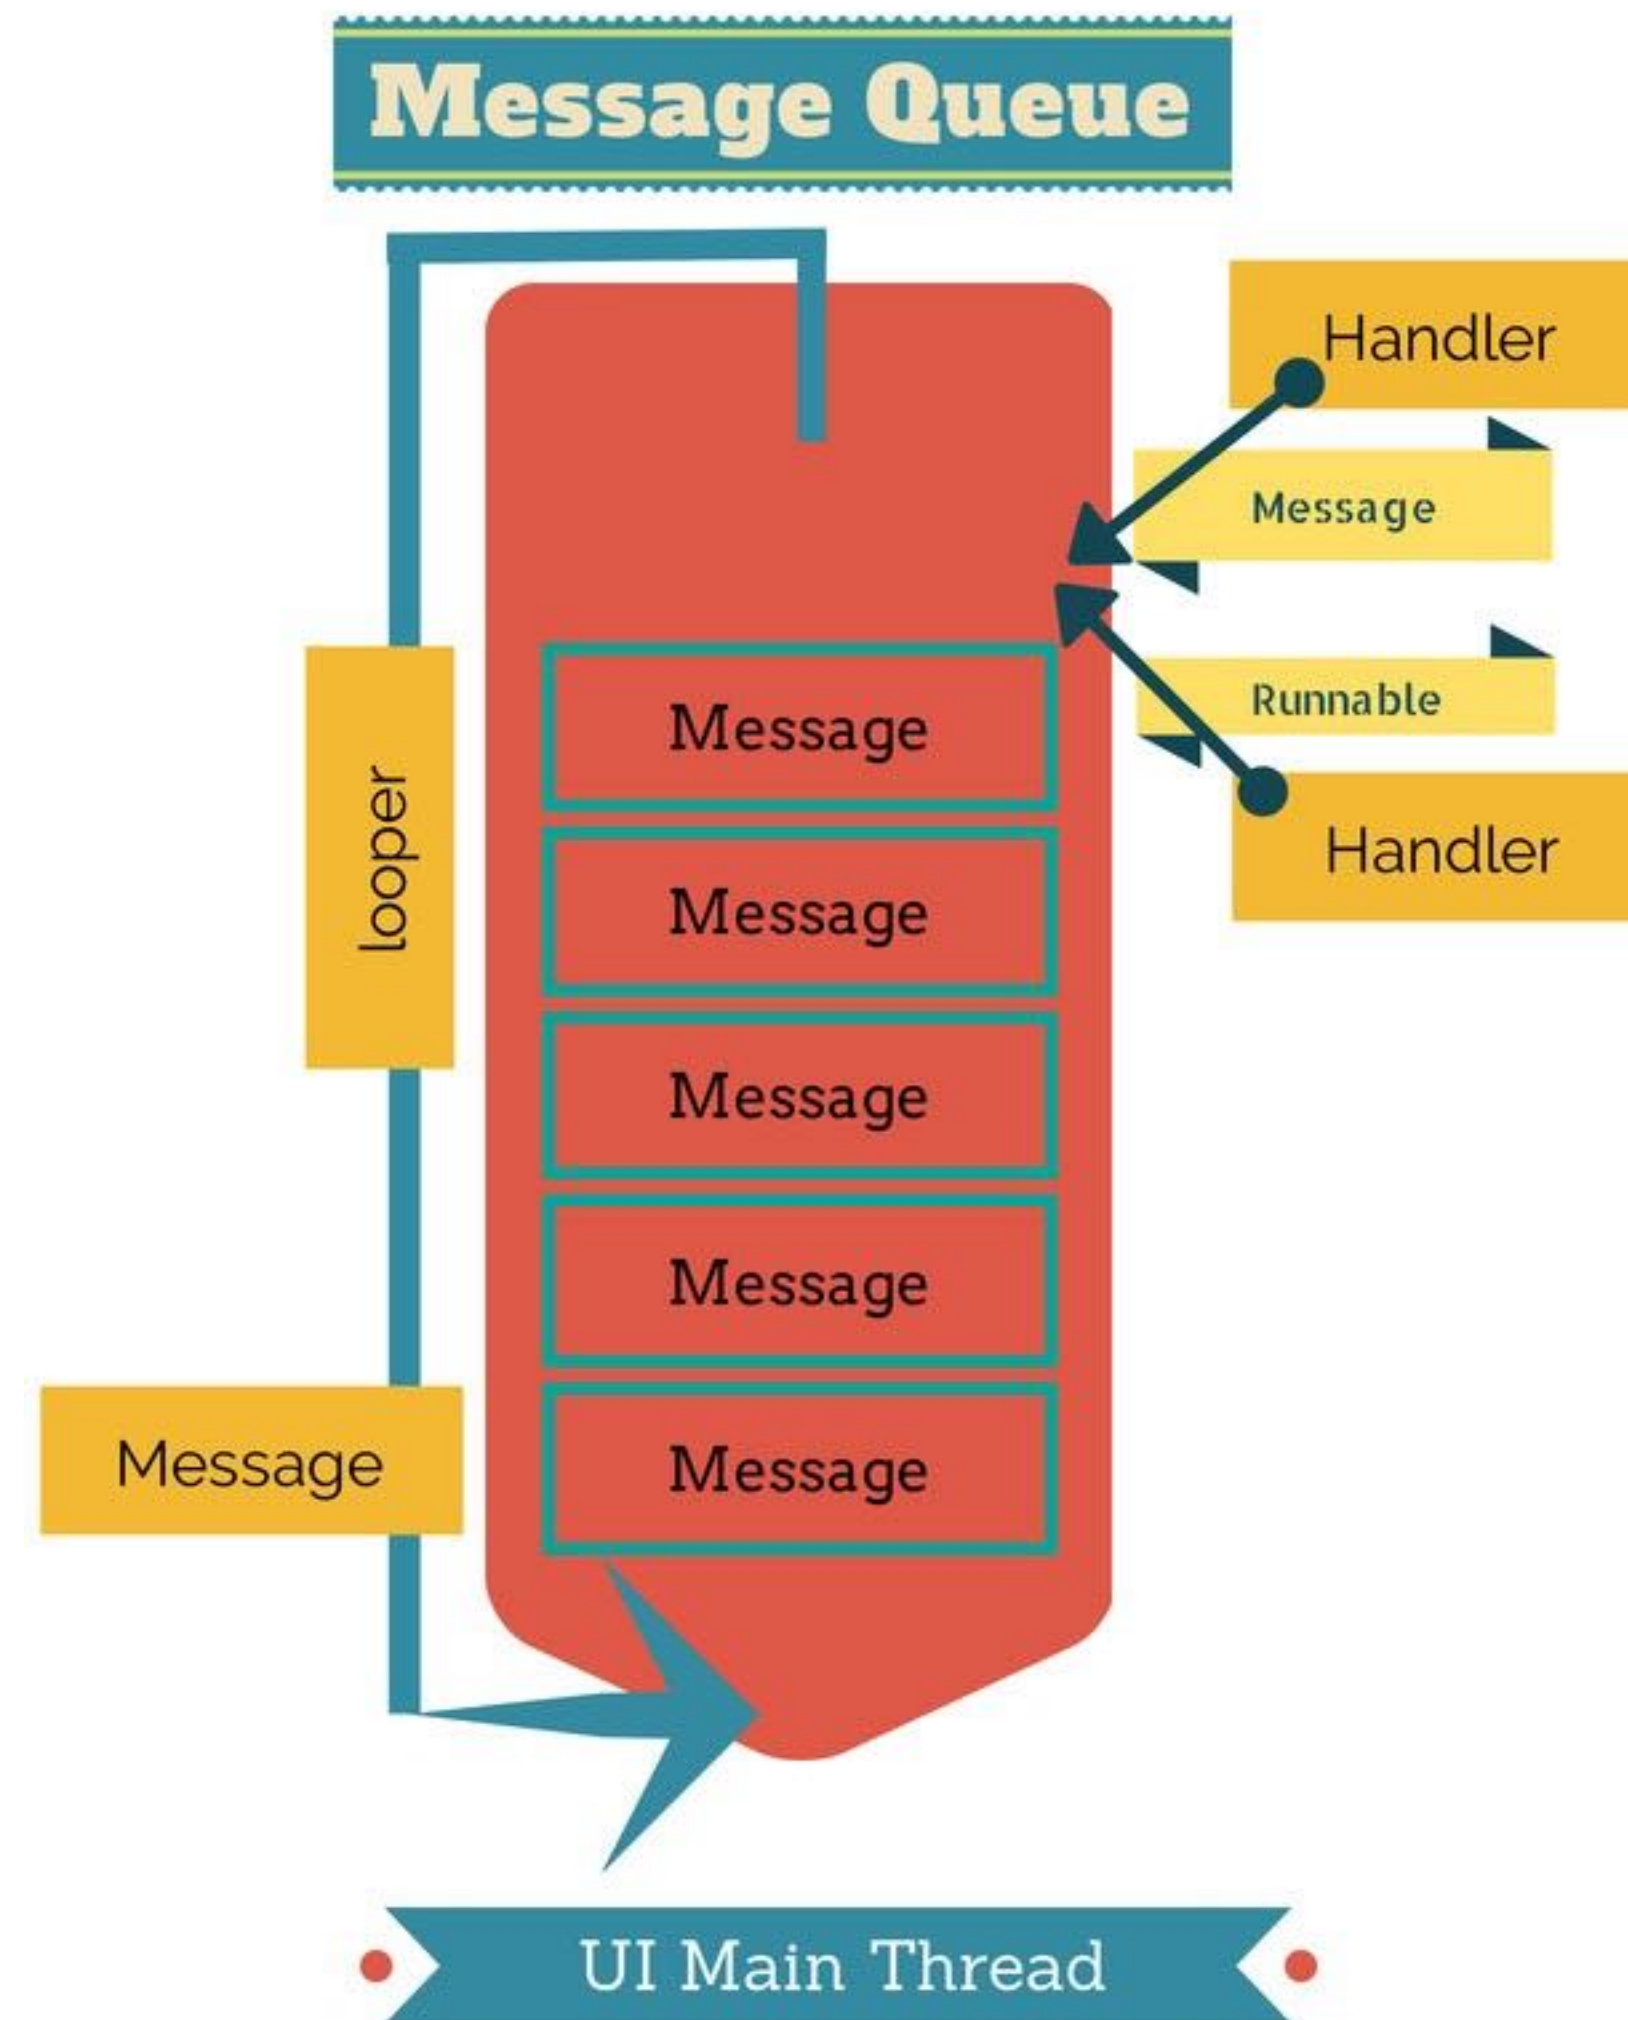 Message Queue
Handler
Message
Runnable
Handler
looper
Message
Message
Message
Message
Message
Message
UI Main Thread